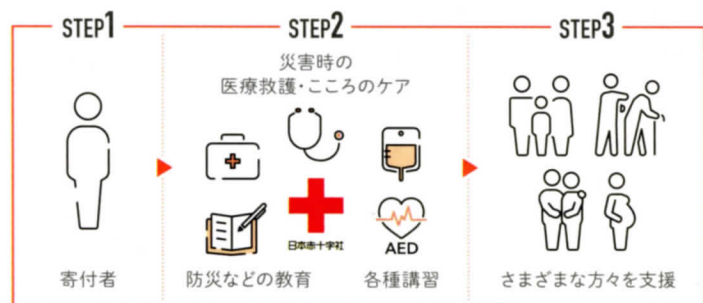 STEP1
STEP2
STEP3
災害時の
医療救護・こころのケア
日本赤十字社
AED
寄付者
防災などの教育
各種講習
さまざまな方々を支援